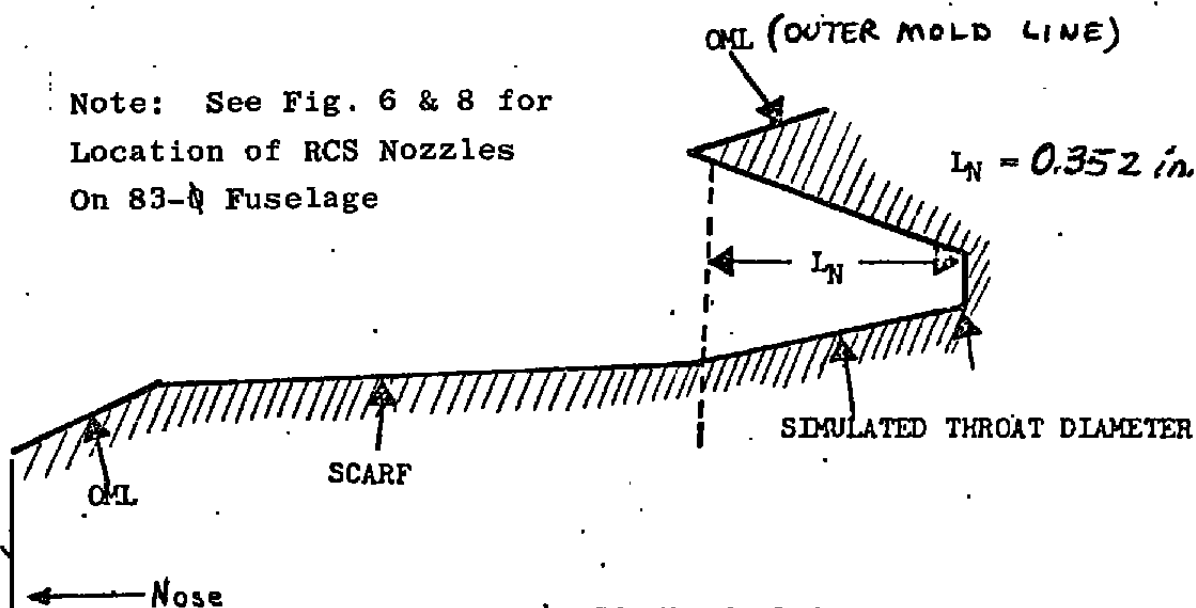 OML (OUTER MOLD LINE)
Note: See Fig. 6 & 8 for
Location of RCS Nozzles
On 83-0 Fuselage
L_N = 0.352 in.
L_N
SIMULATED THROAT DIAMETER
SCARF
OML
Nose